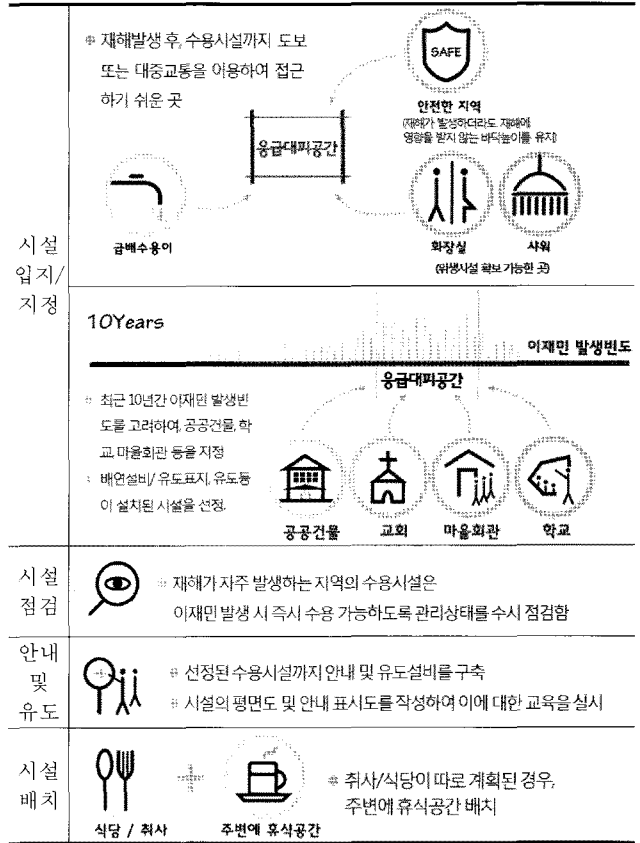 시설
입지/
지정
재해발생 후, 수용시설까지 도보
또는 대중교통을 이용하여 접근
하기 쉬운 곳
SAFE
안전한 지역
(재해가 발생하더라도 재해에
영향을 받지 않는 바닥높이를 유지)
응급대피공간
급배수용이
화장실
샤워
(위생시설 확보 가능한 곳)
10Years
이재민 발생빈도
응급대피공간
최근 10년간 이재민 발생빈
도를 고려하여, 공공건물, 학
교, 마을회관 등을 지정
배연설비/ 유도표지, 유도등
이 설치된 시설을 선정.
공공건물
교회
마을회관
학교
시설
점검
재해가 자주 발생하는 지역의 수용시설은
이재민 발생 시 즉시 수용 가능하도록 관리상태를 수시 점검함
안내
및
유도
선정된 수용시설까지 안내 및 유도설비를 구축
시설의 평면도 및 안내 표시도를 작성하여 이에 대한 교육을 실시
시설
배치
식당 / 취사
주변에 휴식공간
취사/식당이 따로 계획된 경우,
주변에 휴식공간 배치